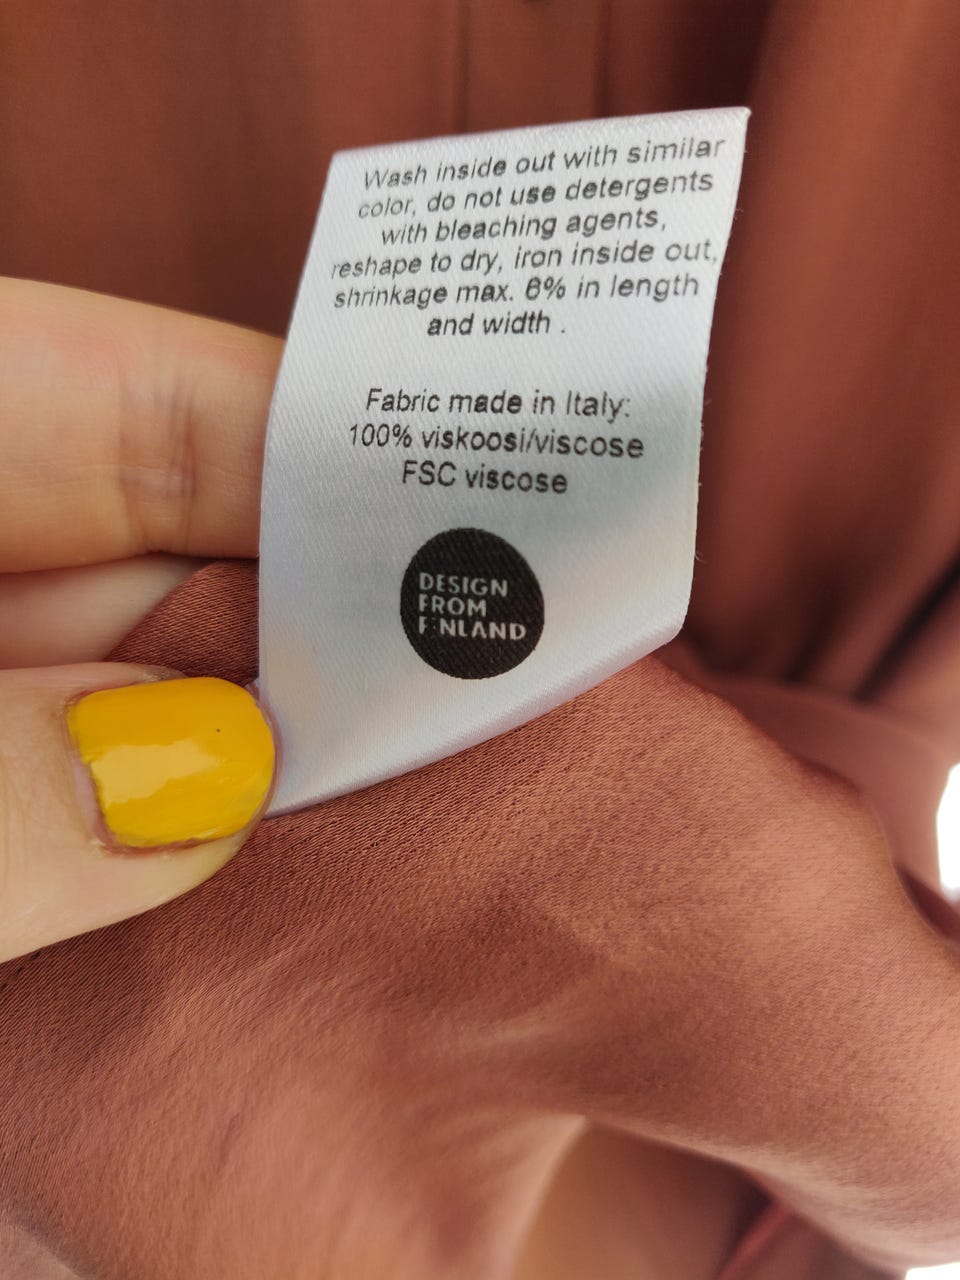 Wash inside out with similar
color, do not use detergents
with bleaching agents,
reshape to dry, iron inside out,
shrinkage max. 6% in length
and width .
Fabric made in Italy:
100% viskoosi/viscose
FSC viscose
DESIGN
FROM
FINLAND